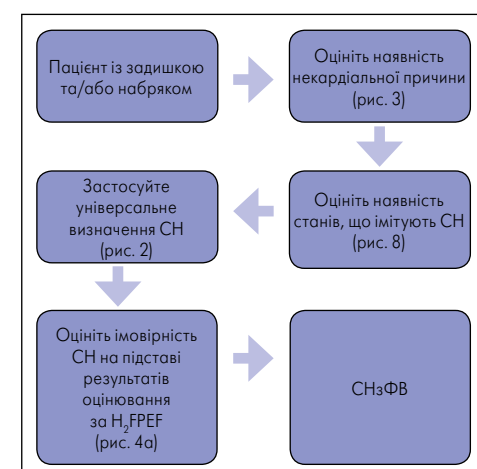 Пацієнт із задишкою
та/або набряком
Оцініть наявність
некардіальної причини
(рис. 3)
Оцініть наявність
станів, що імітують СН
(рис. 8)
Застосуйте
універсальне
визначення СН
(рис. 2)
Оцініть імовірність
СН на підставі
результатів
оцінювання
за H₂FPEF
(рис. 4а)
СНзФВ